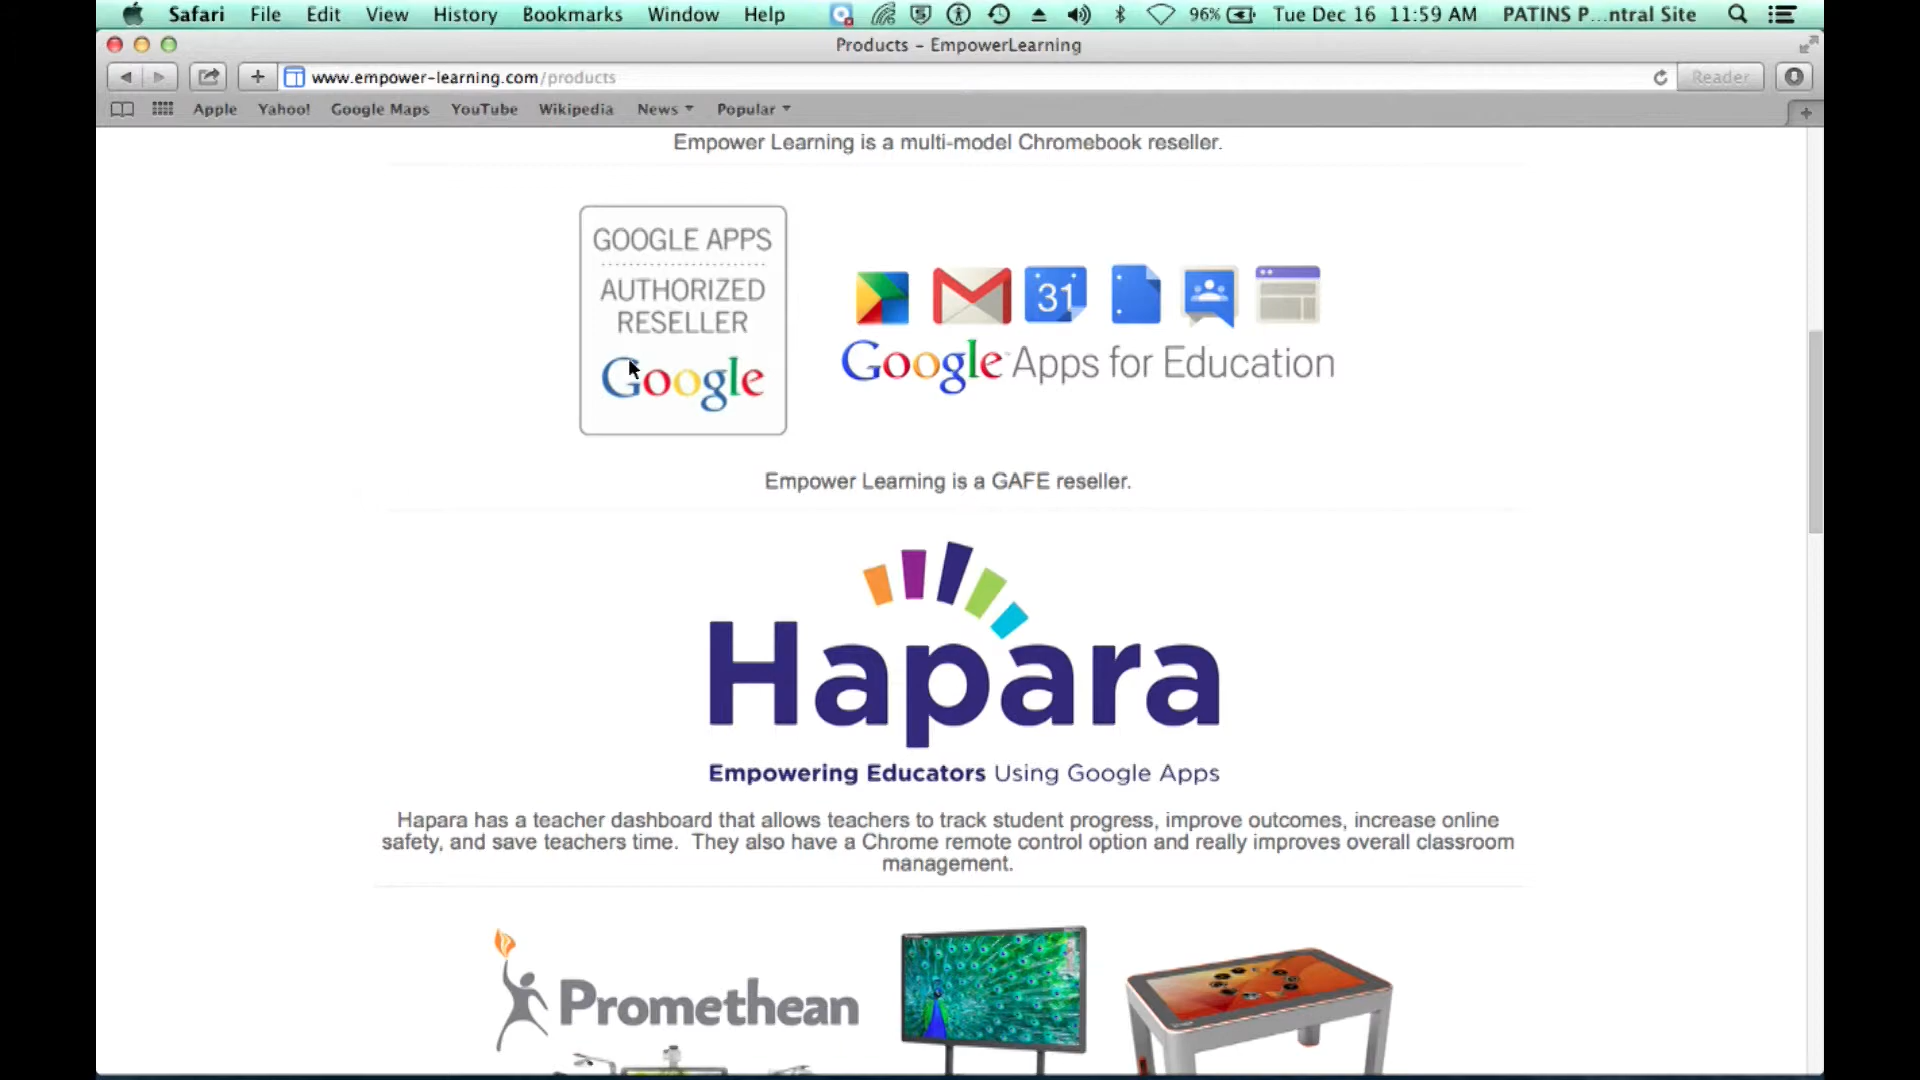 Safari File Edit View History Bookmarks Window Help 96% Tue Dec 16 11:59 AM PATINS P...ntral Site
Products - EmpowerLearning
www.empower-learning.com/products Reader
Apple Yahoo! Google Maps YouTube Wikipedia News Popular
Empower Learning is a multi-model Chromebook reseller.
GOOGLE APPS
AUTHORIZED
RESELLER
Google
31
Google™ Apps for Education
Empower Learning is a GAFE reseller.
Hapara
Empowering Educators Using Google Apps
Hapara has a teacher dashboard that allows teachers to track student progress, improve outcomes, increase online
safety, and save teachers time.  They also have a Chrome remote control option and really improves overall classroom
management.
Promethean